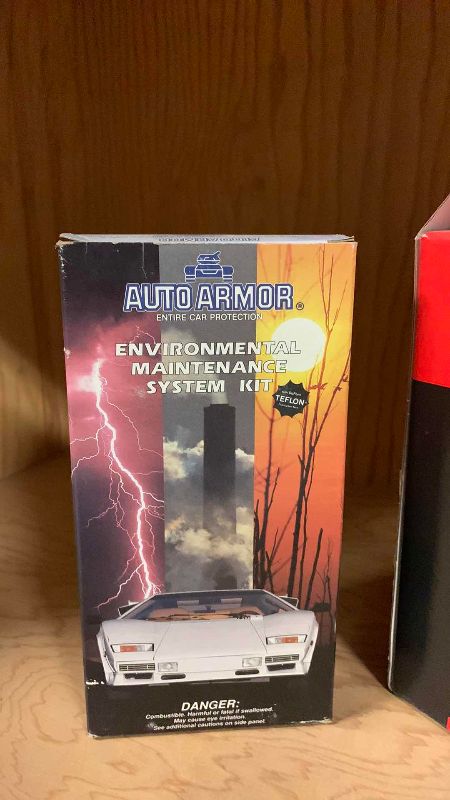 AUTO ARMOR®
ENTIRE CAR PROTECTION
ENVIRONMENTAL
MAINTENANCE
SYSTEM KIT
TEFLON
DANGER:
Combustible. Harmful or fatal if swallowed.
May cause eye irritation.
See additional cautions on side panel.